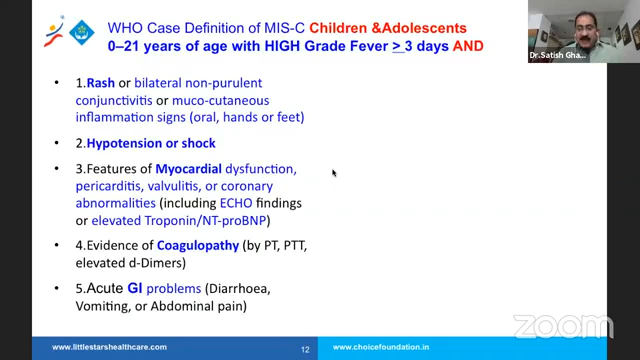 WHO Case Definition of MIS-C Children &Adolescents
0–21 years of age with HIGH Grade Fever > 3 days AND
Dr.Satish Gha...
• 1.Rash or bilateral non-purulent
conjunctivitis or muco-cutaneous
inflammation signs (oral, hands or feet)
• 2.Hypotension or shock
• 3.Features of Myocardial dysfunction,
pericarditis, valvulitis, or coronary
abnormalities (including ECHO findings
or elevated Troponin/NT-proBNP)
• 4.Evidence of Coagulopathy (by PT, PTT,
elevated d-Dimers)
• 5.Acute GI problems (Diarrhoea,
Vomiting, or Abdominal pain)
zoom
www.littlestarshealthcare.com
12
www.choicefoundation.in